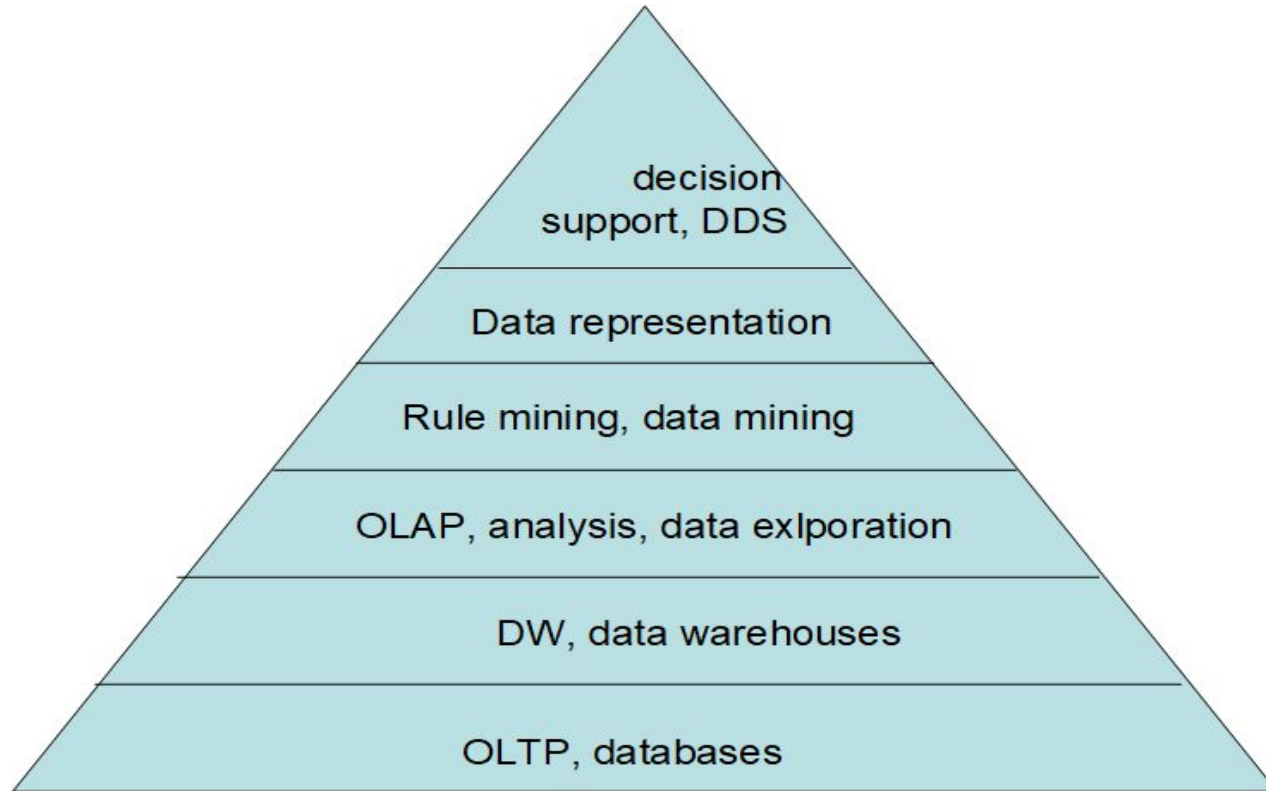 decision
support, DDS
Data representation
Rule mining, data mining
OLAP, analysis, data exlporation
DW, data warehouses
OLTP, databases